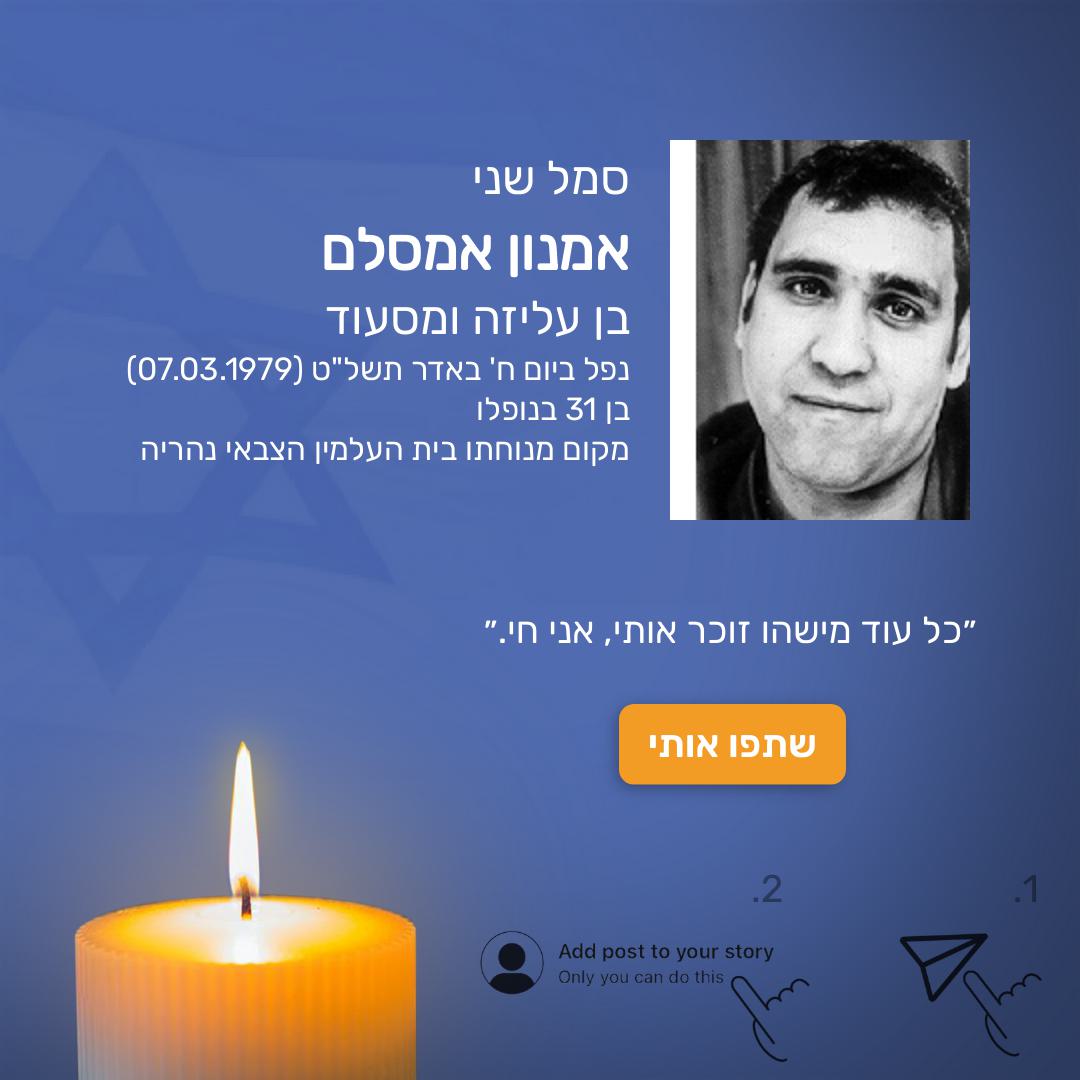 סמל שני
אמנון אמסלם
בן עליזה ומסעוד
נפל ביום ח' באדר תשל"ט (07.03.1979)
בן 31 בנופלו
מקום מנוחתו בית העלמין הצבאי נהריה
״כל עוד מישהו זוכר אותי, אני חי.״
שתפו אותי
1.
2.
Add post to your story
Only you can do this